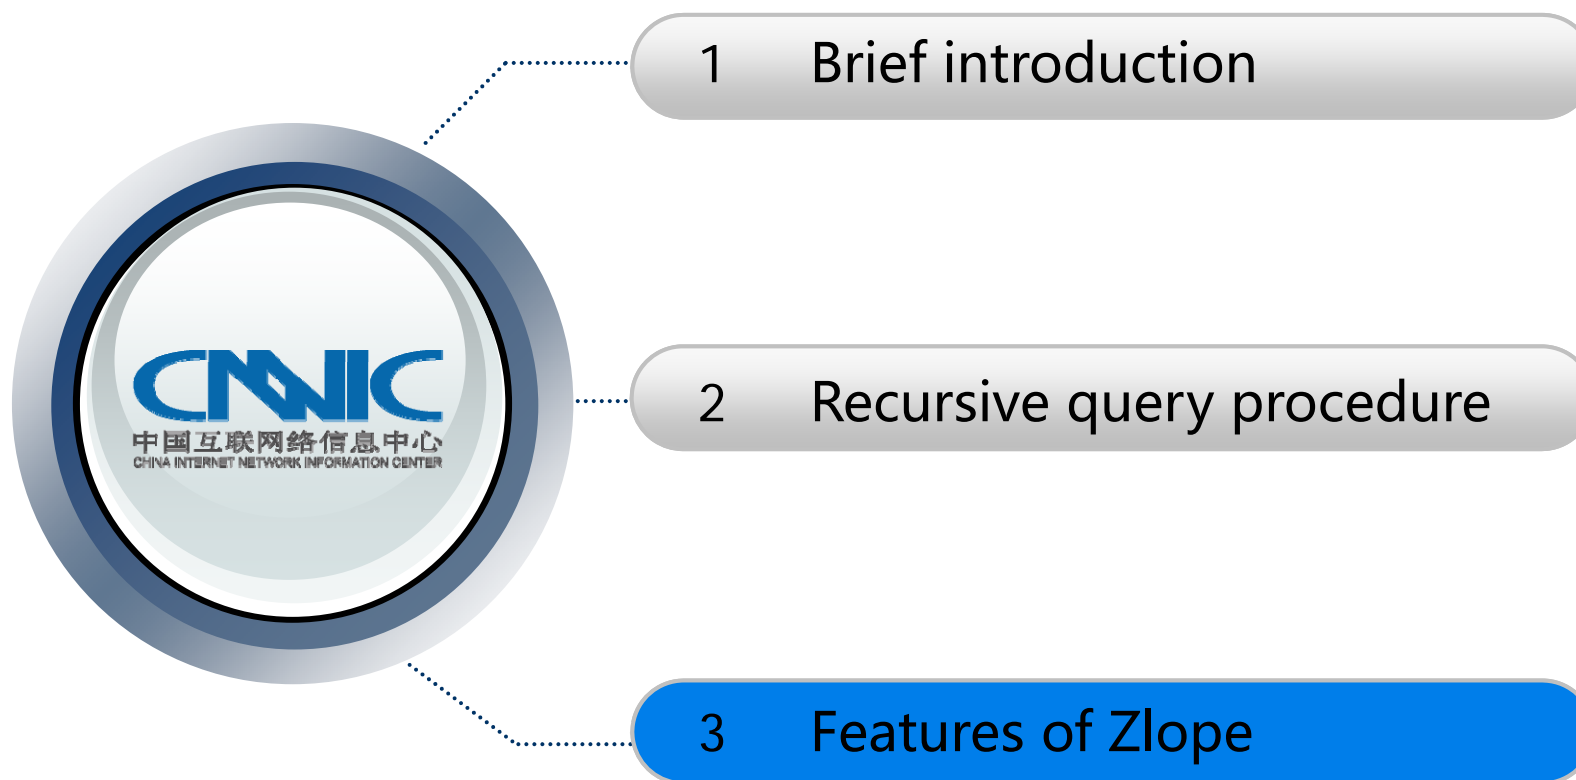 1 Brief introduction
CNNIC
中国互联网络信息中心
CHINA INTERNET NETWORK INFORMATION CENTER
2 Recursive query procedure
3 Features of Zlope